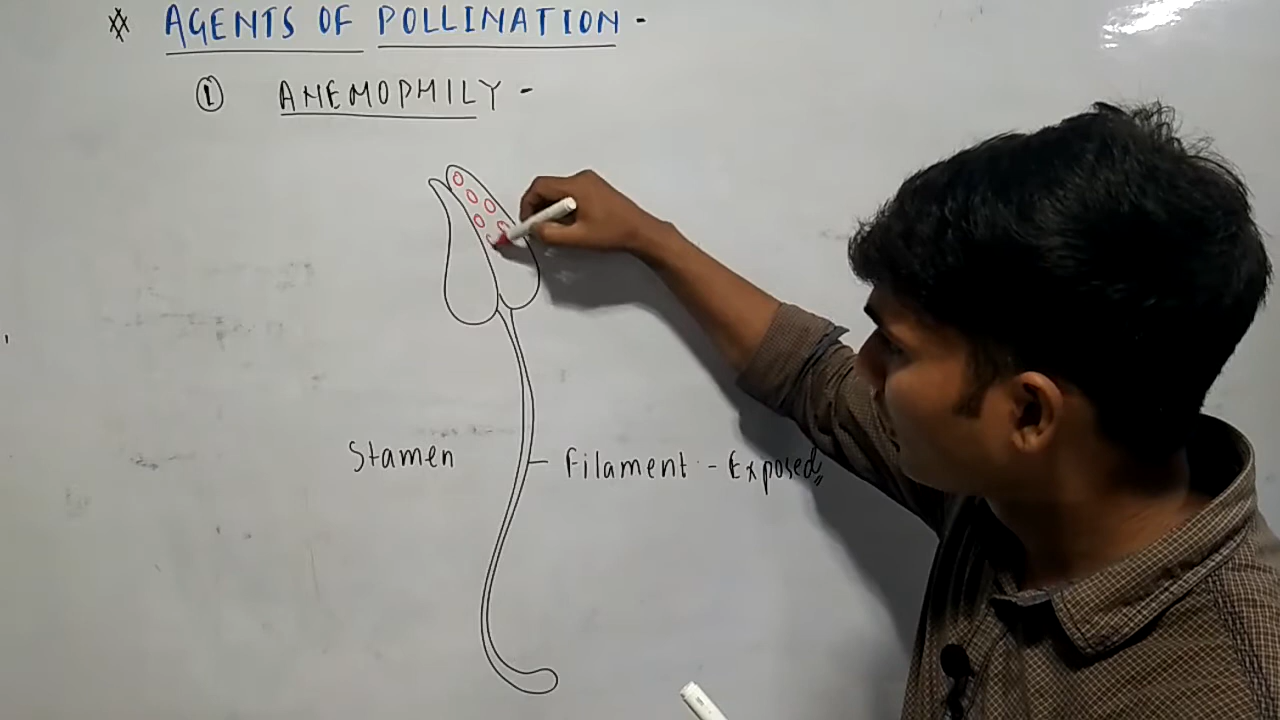 ※ AGENTS OF POLLINATION -
① ANEMOPHILY -
Stamen
Filament - Exposed,,